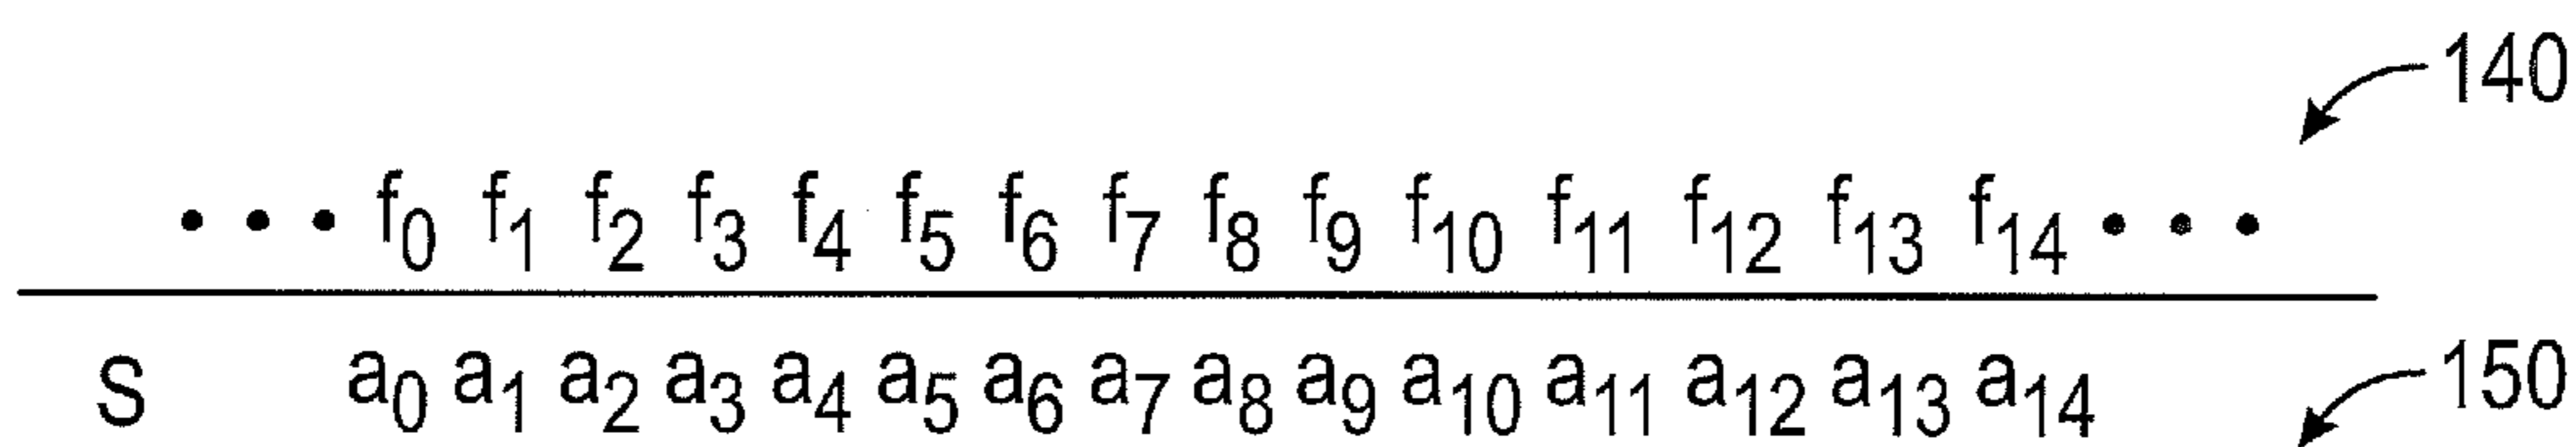 140
• • • f₀ f₁ f₂ f₃ f₄ f₅ f₆ f₇ f₈ f₉ f₁₀ f₁₁ f₁₂ f₁₃ f₁₄ • • •
S a₀ a₁ a₂ a₃ a₄ a₅ a₆ a₇ a₈ a₉ a₁₀ a₁₁ a₁₂ a₁₃ a₁₄ 150